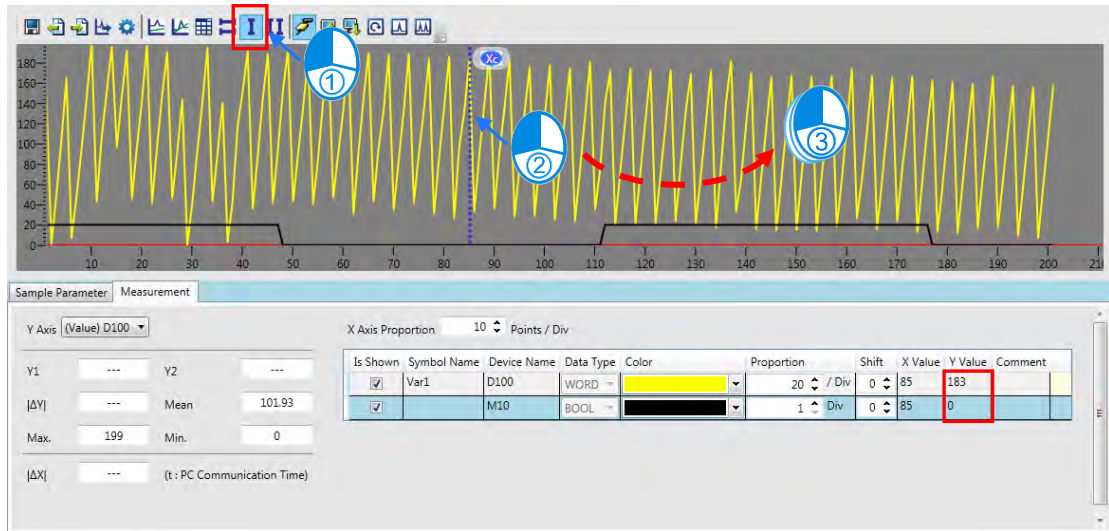 Xc
①
②
③
180
160
140
120
100
80
60
40
20
0
10 20 30 40 50 60 70 80 90 100 110 120 130 140 150 160 170 180 190 200 21
Sample Parameter Measurement
Y Axis (Value) D100 X Axis Proportion 10 Points / Div
Is Shown Symbol Name Device Name Data Type Color Proportion Shift X Value Y Value Comment
Y1 --- Y2 --- Var1 D100 WORD 20 / Div 0 85 183
|ΔY| --- Mean 101.93 M10 BOOL 1 Div 0 85 0
Max. 199 Min. 0
|ΔX| --- (t : PC Communication Time)